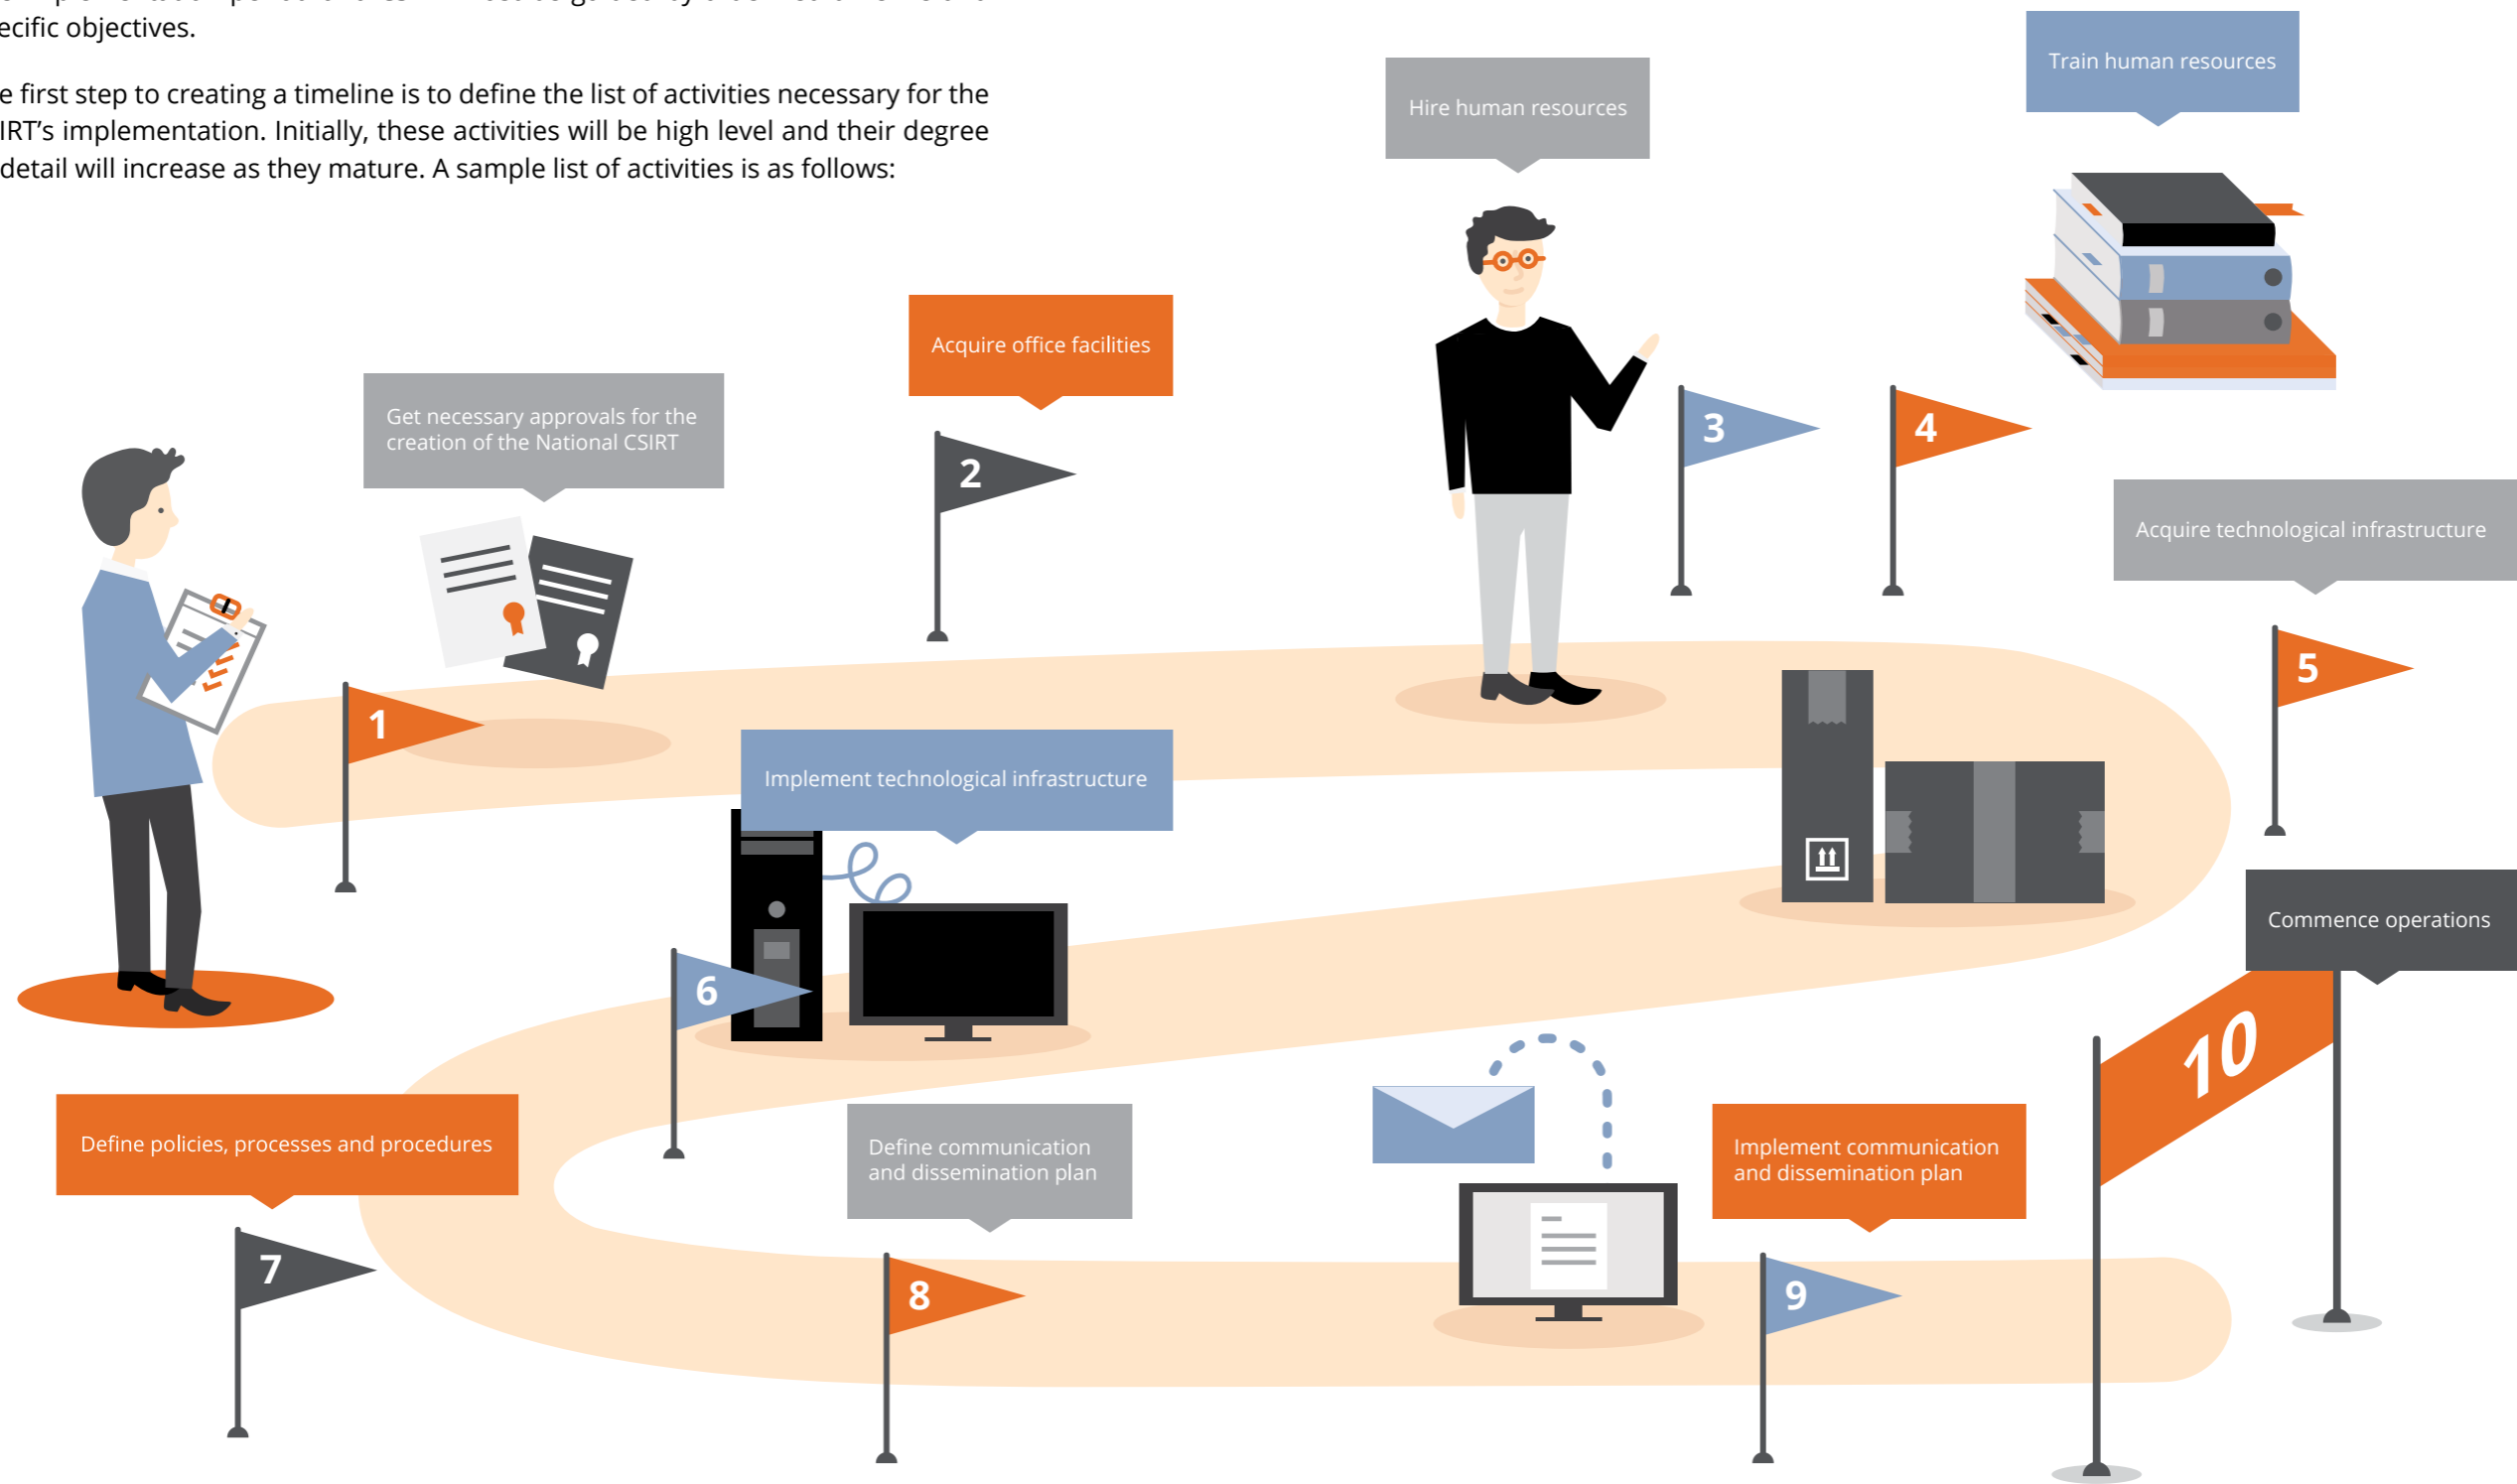 ecific objectives.
e first step to creating a timeline is to define the list of activities necessary for the
IRT's implementation. Initially, these activities will be high level and their degree
detail will increase as they mature. A sample list of activities is as follows:
Get necessary approvals for the
creation of the National CSIRT
1
Acquire office facilities
2
Hire human resources
3
Train human resources
4
Acquire technological infrastructure
5
Implement technological infrastructure
6
Define policies, processes and procedures
7
Define communication
and dissemination plan
8
Implement communication
and dissemination plan
9
Commence operations
10